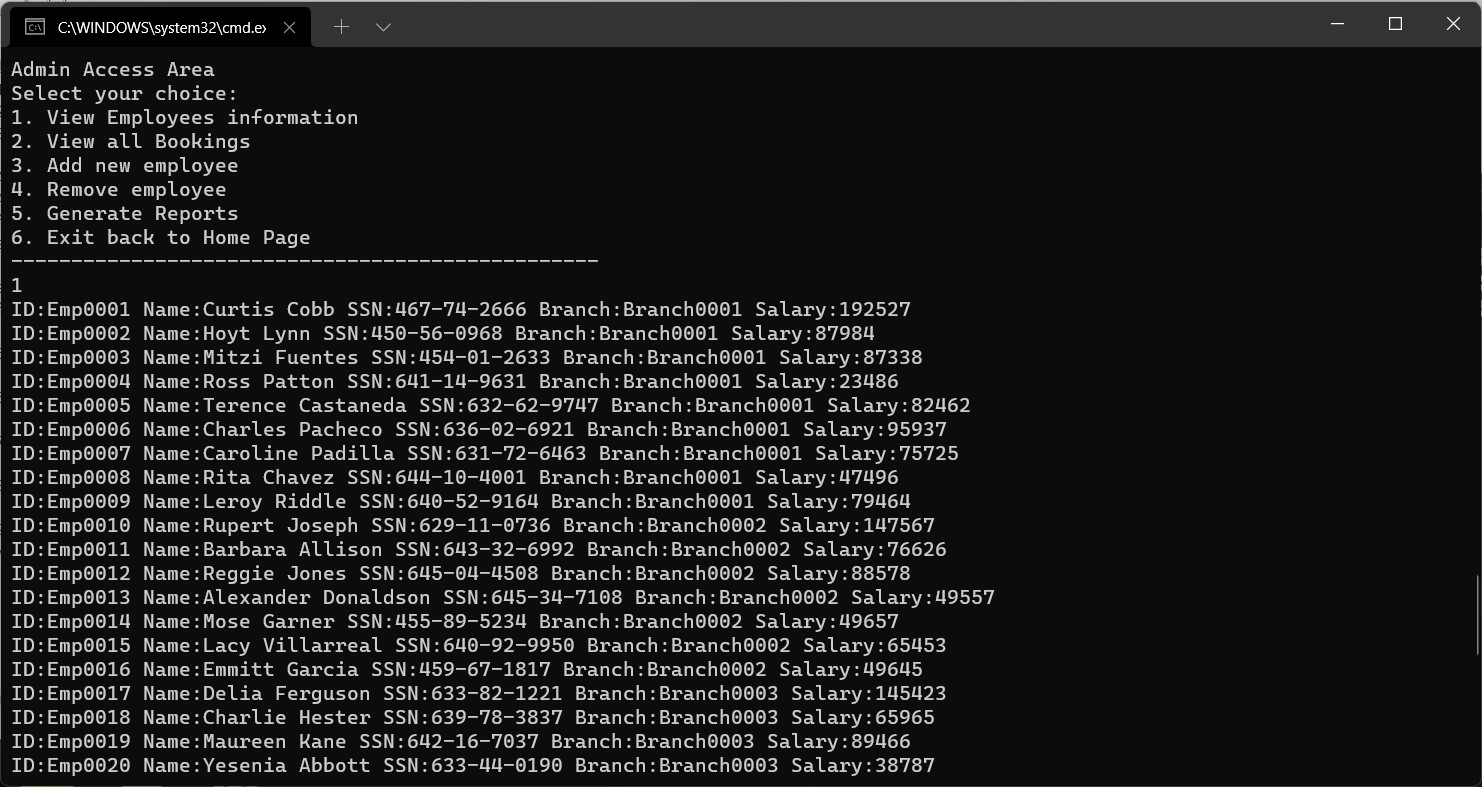 C:\WINDOWS\system32\cmd.ex
Admin Access Area
Select your choice:
1. View Employees information
2. View all Bookings
3. Add new employee
4. Remove employee
5. Generate Reports
6. Exit back to Home Page
-------------------------------------------------
1
ID:Emp0001 Name:Curtis Cobb SSN:467-74-2666 Branch:Branch0001 Salary:192527
ID:Emp0002 Name:Hoyt Lynn SSN:450-56-0968 Branch:Branch0001 Salary:87984
ID:Emp0003 Name:Mitzi Fuentes SSN:454-01-2633 Branch:Branch0001 Salary:87338
ID:Emp0004 Name:Ross Patton SSN:641-14-9631 Branch:Branch0001 Salary:23486
ID:Emp0005 Name:Terence Castaneda SSN:632-62-9747 Branch:Branch0001 Salary:82462
ID:Emp0006 Name:Charles Pacheco SSN:636-02-6921 Branch:Branch0001 Salary:95937
ID:Emp0007 Name:Caroline Padilla SSN:631-72-6463 Branch:Branch0001 Salary:75725
ID:Emp0008 Name:Rita Chavez SSN:644-10-4001 Branch:Branch0001 Salary:47496
ID:Emp0009 Name:Leroy Riddle SSN:640-52-9164 Branch:Branch0001 Salary:79464
ID:Emp0010 Name:Rupert Joseph SSN:629-11-0736 Branch:Branch0002 Salary:147567
ID:Emp0011 Name:Barbara Allison SSN:643-32-6992 Branch:Branch0002 Salary:76626
ID:Emp0012 Name:Reggie Jones SSN:645-04-4508 Branch:Branch0002 Salary:88578
ID:Emp0013 Name:Alexander Donaldson SSN:645-34-7108 Branch:Branch0002 Salary:49557
ID:Emp0014 Name:Mose Garner SSN:455-89-5234 Branch:Branch0002 Salary:49657
ID:Emp0015 Name:Lacy Villarreal SSN:640-92-9950 Branch:Branch0002 Salary:65453
ID:Emp0016 Name:Emmitt Garcia SSN:459-67-1817 Branch:Branch0002 Salary:49645
ID:Emp0017 Name:Delia Ferguson SSN:633-82-1221 Branch:Branch0003 Salary:145423
ID:Emp0018 Name:Charlie Hester SSN:639-78-3837 Branch:Branch0003 Salary:65965
ID:Emp0019 Name:Maureen Kane SSN:642-16-7037 Branch:Branch0003 Salary:89466
ID:Emp0020 Name:Yesenia Abbott SSN:633-44-0190 Branch:Branch0003 Salary:38787